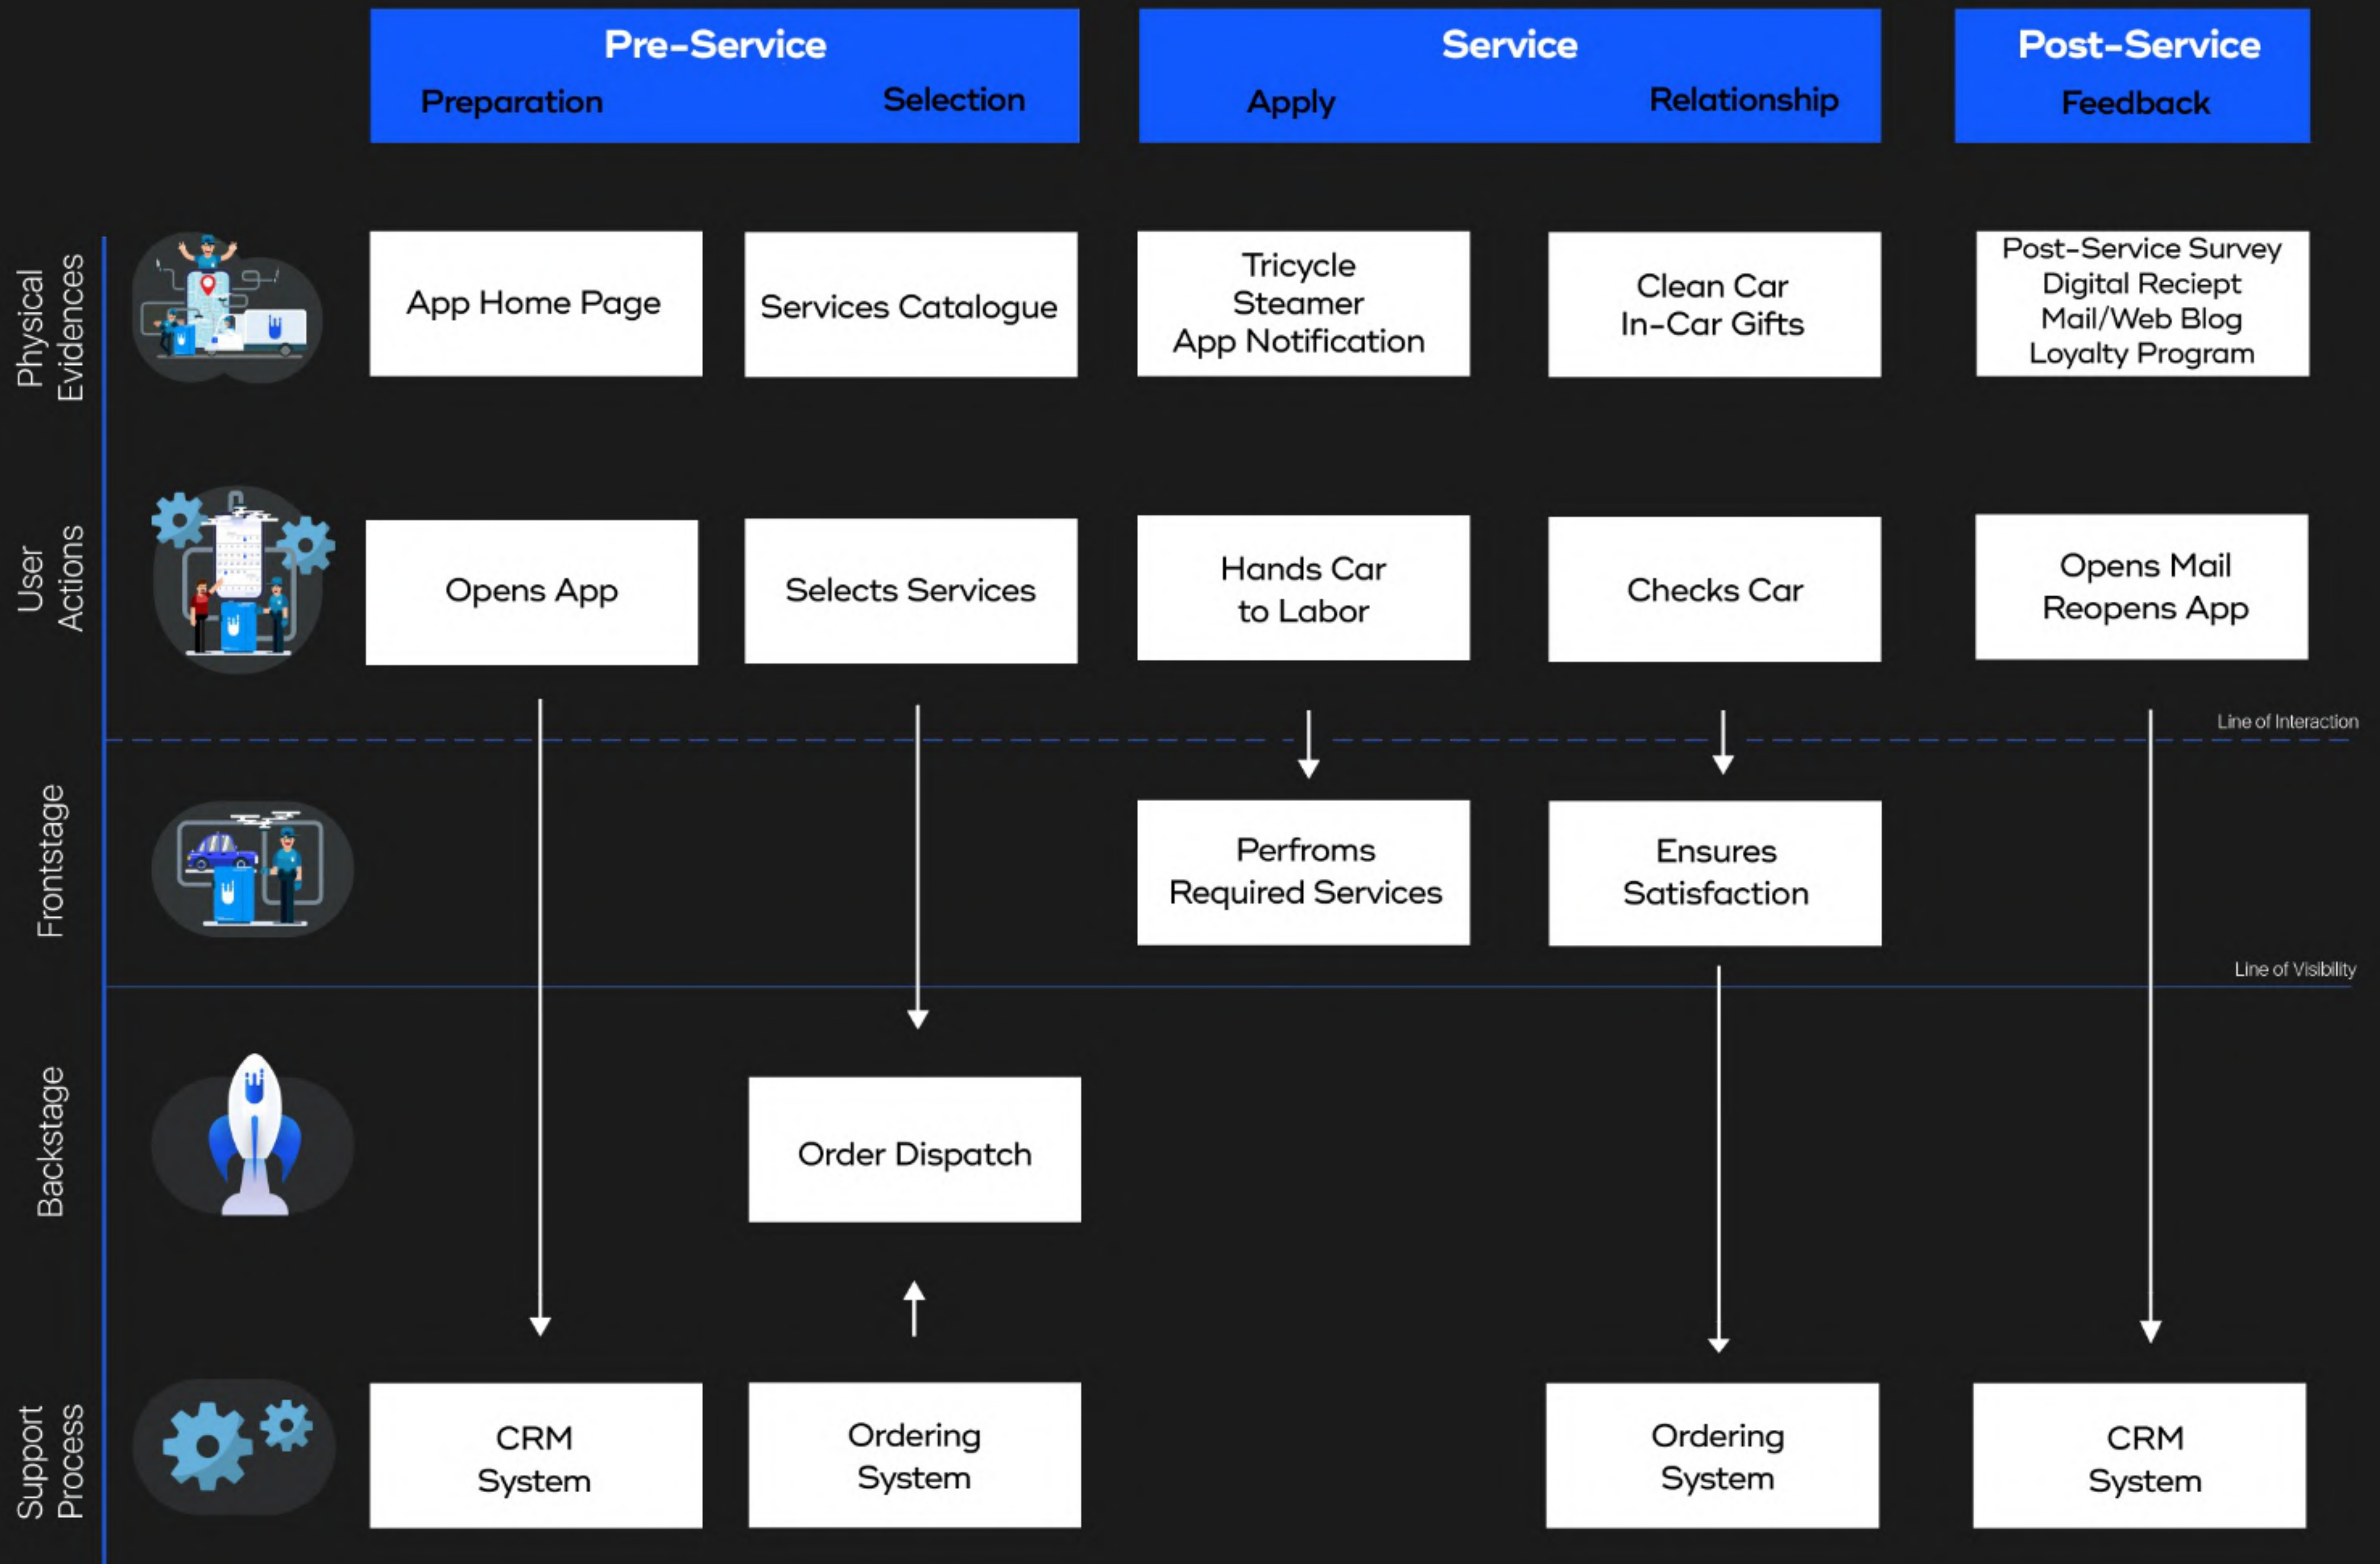 Pre-Service
Preparation
Selection
Service
Apply
Relationship
Post-Service
Feedback
Physical
Evidences
App Home Page
Services Catalogue
Tricycle
Steamer
App Notification
Clean Car
In-Car Gifts
Post-Service Survey
Digital Reciept
Mail/Web Blog
Loyalty Program
User
Actions
Opens App
Selects Services
Hands Car
to Labor
Checks Car
Opens Mail
Reopens App
Line of Interaction
Frontstage
Perfroms
Required Services
Ensures
Satisfaction
Line of Visibility
Backstage
Order Dispatch
Support
Process
CRM
System
Ordering
System
Ordering
System
CRM
System